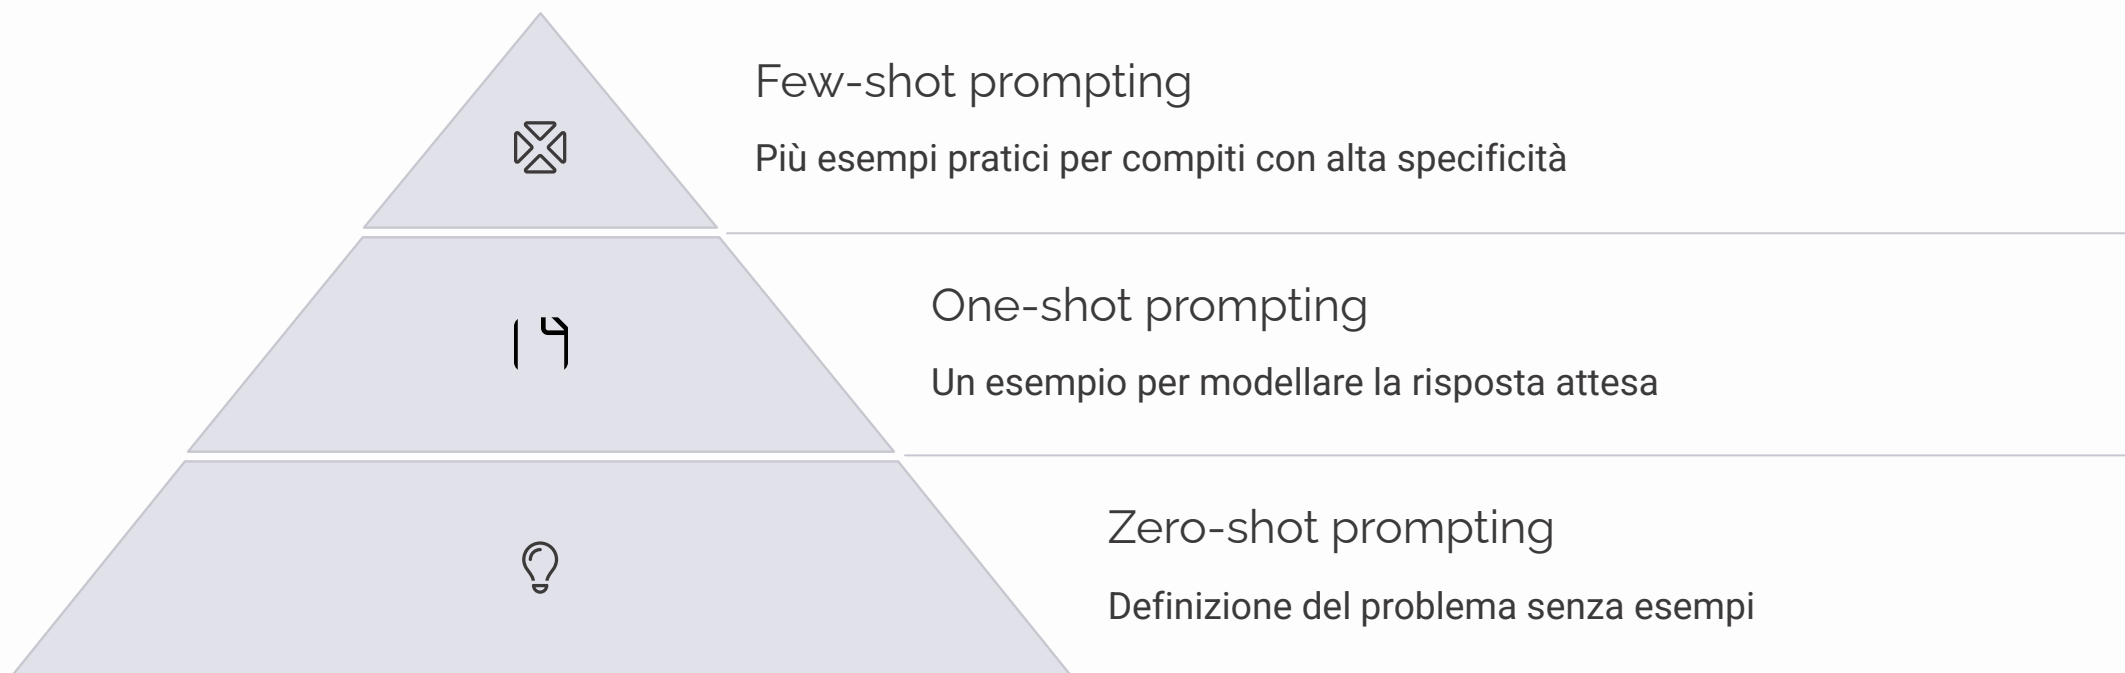 Few-shot prompting
Più esempi pratici per compiti con alta specificità
One-shot prompting
Un esempio per modellare la risposta attesa
Zero-shot prompting
Definizione del problema senza esempi